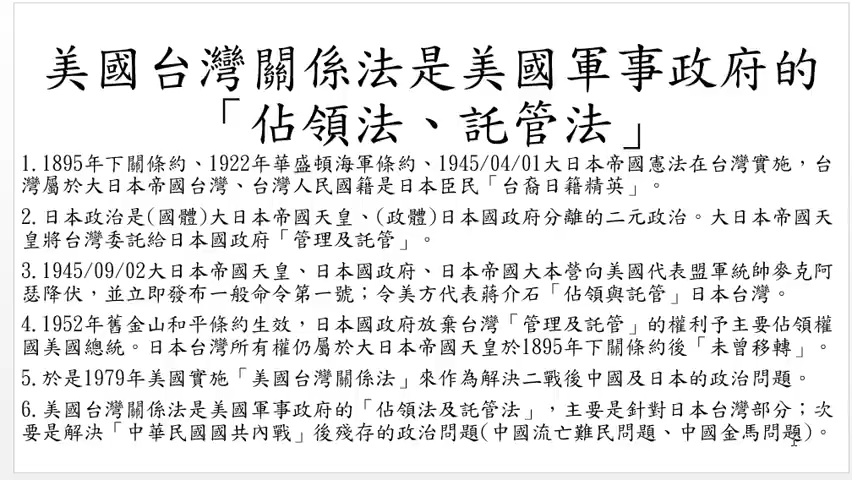 美國台灣關係法是美國軍事政府的
「佔領法、託管法」
1.1895年下關條約、1922年華盛頓海軍條約、1945/04/01大日本帝國憲法在台灣實施，台
灣屬於大日本帝國台灣、台灣人民國籍是日本臣民「台裔日籍精英」。
2.日本政治是(國體)大日本帝國天皇、(政體)日本國政府分離的二元政治。大日本帝國天
皇將台灣委託給日本國政府「管理及託管」。
3.1945/09/02大日本帝國天皇、日本國政府、日本帝國大本營向美國代表盟軍統帥麥克阿
瑟降伏，並立即發布一般命令第一號；令美方代表蔣介石「佔領與託管」日本台灣。
4.1952年舊金山和平條約生效，日本國政府放棄台灣「管理及託管」的權利予主要佔領權
國美國總統。日本台灣所有權仍屬於大日本帝國天皇於1895年下關條約後「未曾移轉」。
5.於是1979年美國實施「美國台灣關係法」來作為解決二戰後中國及日本的政治問題。
6.美國台灣關係法是美國軍事政府的「佔領法及託管法」，主要是針對日本台灣部分；次
要是解決「中華民國國共內戰」後殘存的政治問題(中國流亡難民問題、中國金馬問題)。